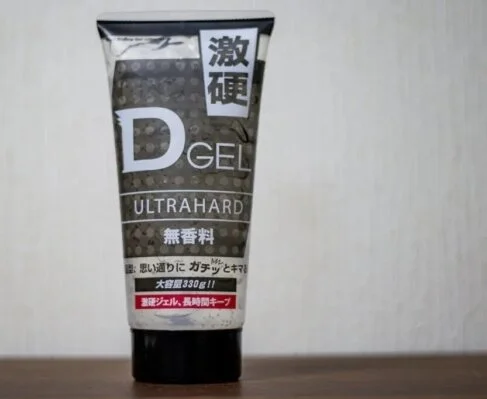 激硬
D GEL
ULTRAHARD
無香料
思い通りに ガチッとキマる
大容量330g!!
激硬ジェル、長時間キープ